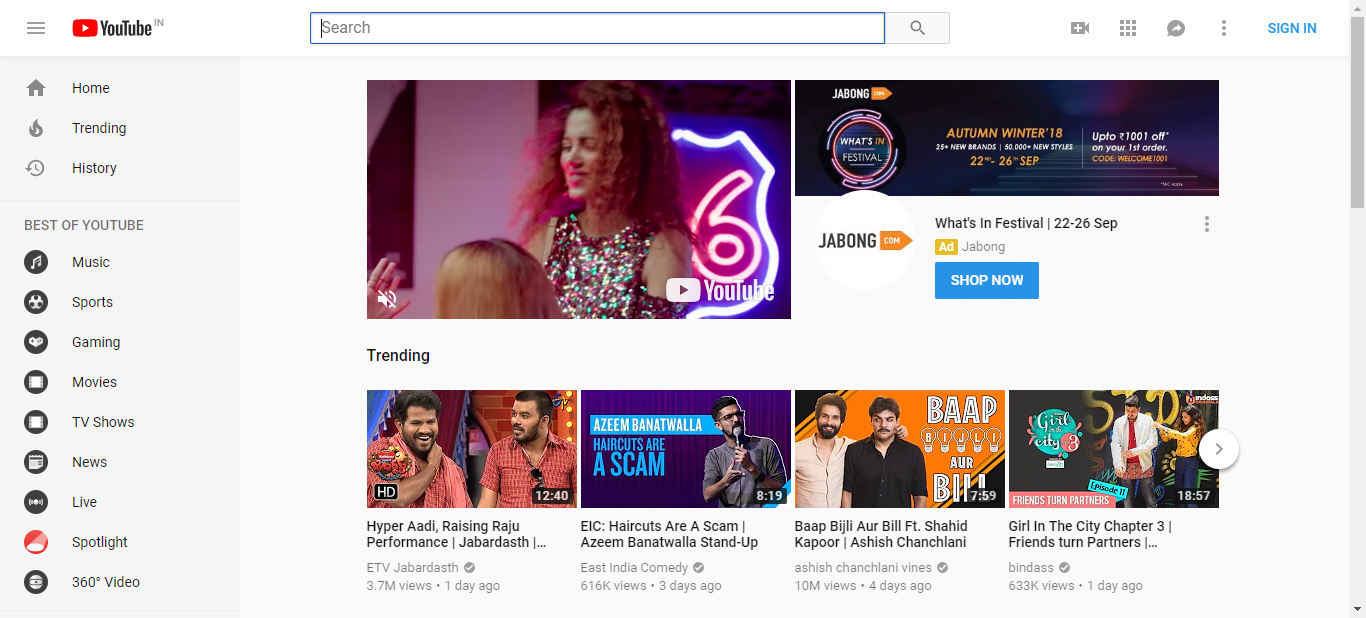 YouTube IN
Search
SIGN IN
Home
Trending
History
BEST OF YOUTUBE
Music
Sports
Gaming
Movies
TV Shows
News
Live
Spotlight
360° Video
6
YouTube
JABONG COM
WHAT'S IN
FESTIVAL
AUTUMN WINTER'18
25+ NEW BRANDS | 50,000+ NEW STYLES
22ND- 26TH SEP
Upto ₹1001 off*
on your 1st order.
CODE: WELCOME1001
*T&C Apply
JABONG COM
What's In Festival | 22-26 Sep
Ad Jabong
SHOP NOW
Trending
HD
12:40
Hyper Aadi, Raising Raju
Performance | Jabardasth |...
ETV Jabardasth
3.7M views • 1 day ago
AZEEM BANATWALLA
HAIRCUTS ARE
A SCAM
8:19
EIC: Haircuts Are A Scam |
Azeem Banatwalla Stand-Up
East India Comedy
616K views • 3 days ago
BAAP
BIJLI
AUR
7:59
Baap Bijli Aur Bill Ft. Shahid
Kapoor | Ashish Chanchlani
ashish chanchlani vines
10M views • 4 days ago
Girl
in the
city 3
Episode 11
FRIENDS TURN PARTNERS
18:57
Girl In The City Chapter 3 |
Friends turn Partners |...
bindass
633K views • 1 day ago